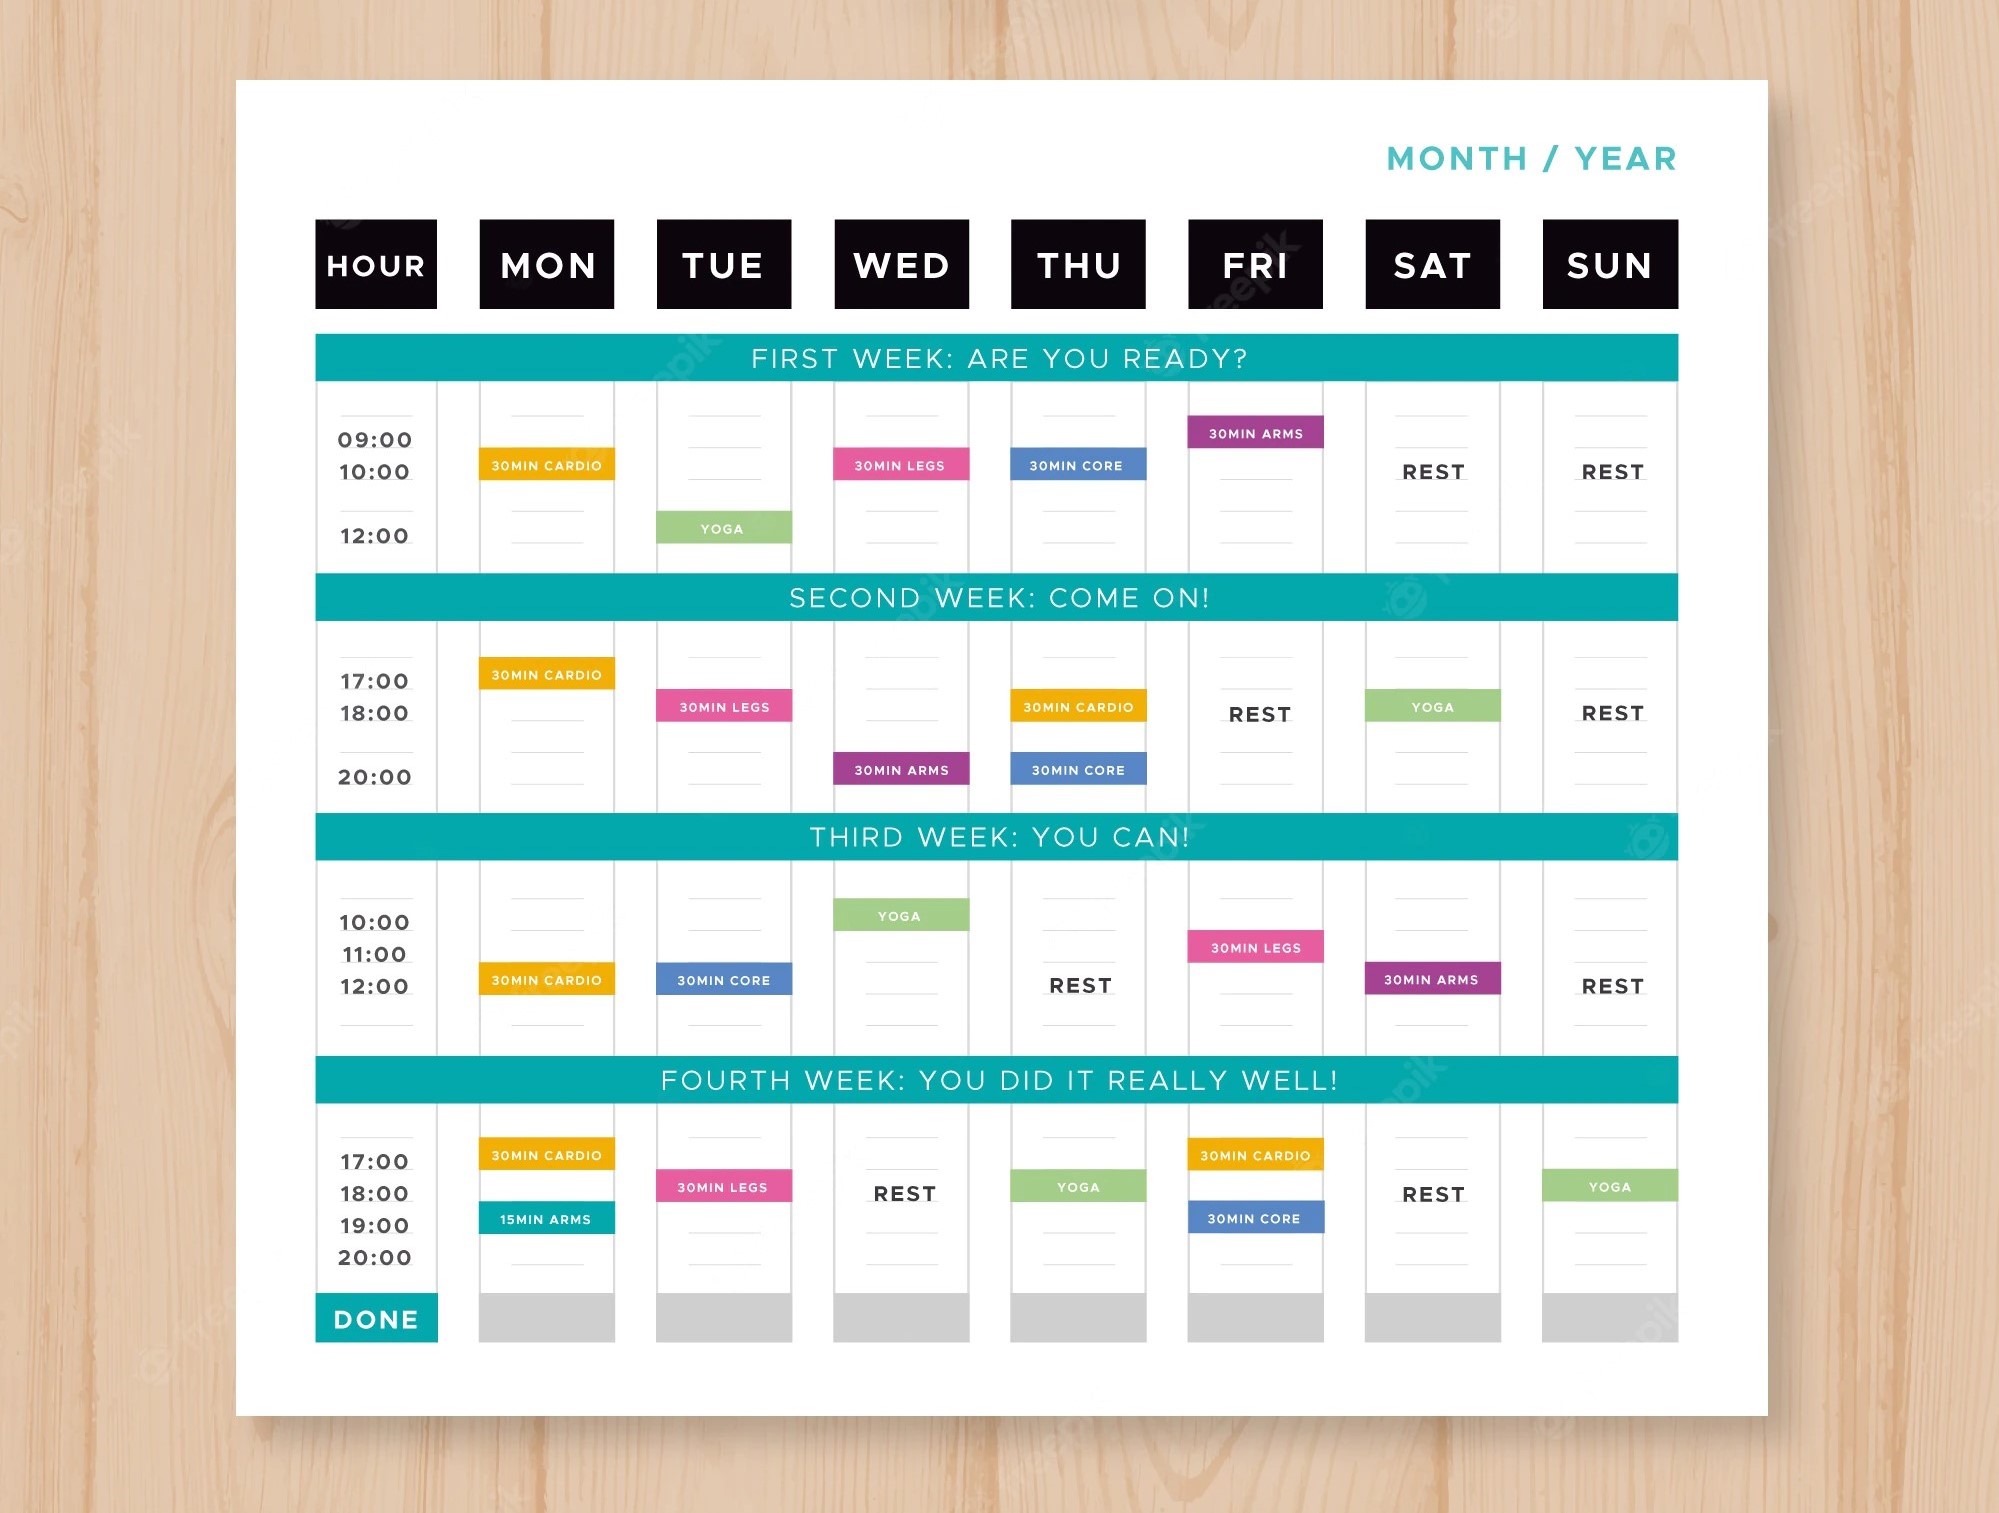 MONTH / YEAR
HOUR MON TUE WED THU FRI SAT SUN
FIRST WEEK: ARE YOU READY?
09:00 30MIN ARMS
10:00 30MIN CARDIO 30MIN LEGS 30MIN CORE REST REST
12:00 YOGA
SECOND WEEK: COME ON!
17:00 30MIN CARDIO
18:00 30MIN LEGS 30MIN CARDIO REST YOGA REST
20:00 30MIN ARMS 30MIN CORE
THIRD WEEK: YOU CAN!
10:00 YOGA
11:00 30MIN LEGS
12:00 30MIN CARDIO 30MIN CORE REST 30MIN ARMS REST
FOURTH WEEK: YOU DID IT REALLY WELL!
17:00 30MIN CARDIO 30MIN CARDIO
18:00 30MIN LEGS REST YOGA REST YOGA
19:00 15MIN ARMS 30MIN CORE
20:00
DONE